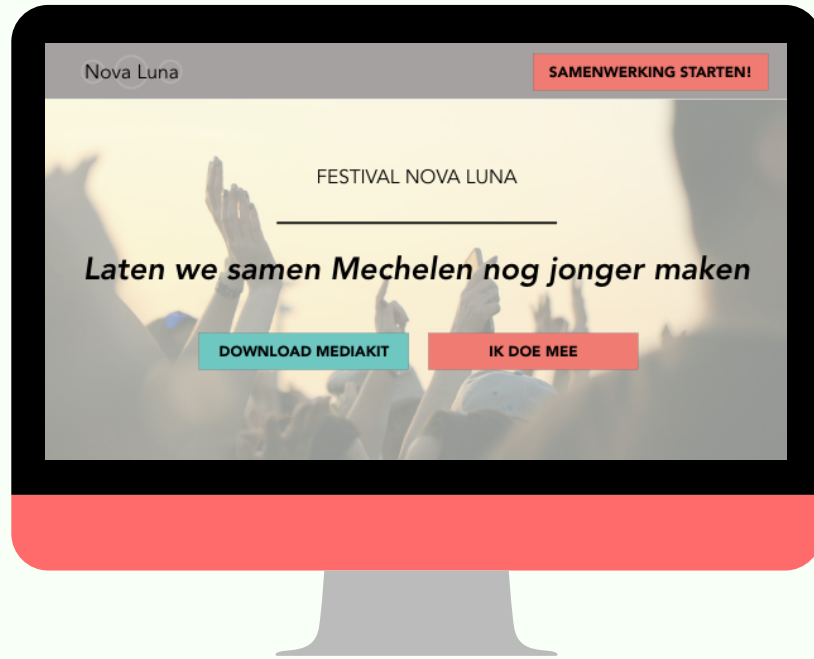 Nova Luna
SAMENWERKING STARTEN!
FESTIVAL NOVA LUNA
Laten we samen Mechelen nog jonger maken
DOWNLOAD MEDIAKIT
IK DOE MEE